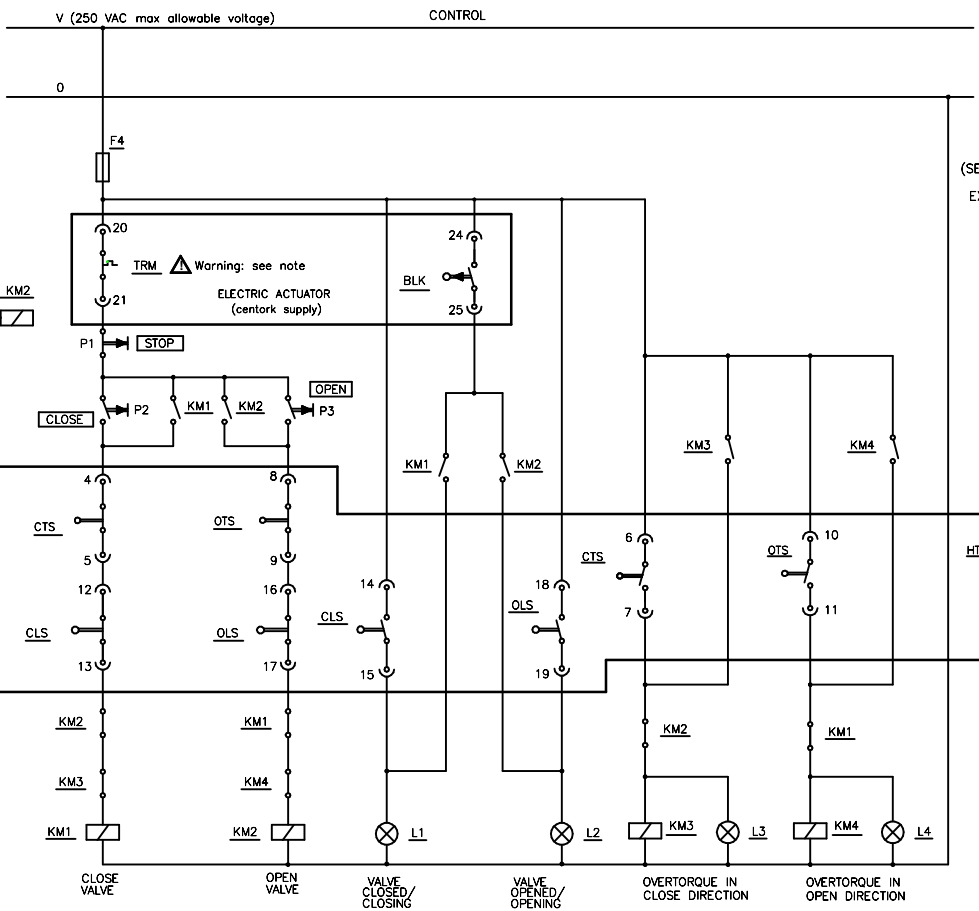 V (250 VAC max allowable voltage)
CONTROL
0
F4
(SE
EX
20
24
TRM
Warning: see note
BLK
KM2
21
ELECTRIC ACTUATOR
(centork supply)
25
P1
STOP
OPEN
CLOSE
P2
KM1
KM2
P3
KM3
KM4
KM1
KM2
4
8
CTS
OTS
6
10
CTS
OTS
HT
5
9
12
16
14
18
7
11
CLS
OLS
CLS
OLS
13
17
15
19
KM2
KM1
KM2
KM1
KM3
KM4
KM1
KM2
L1
L2
KM3
L3
KM4
L4
CLOSE
VALVE
OPEN
VALVE
VALVE
CLOSED/
CLOSING
VALVE
OPENED/
OPENING
OVERTORQUE IN
CLOSE DIRECTION
OVERTORQUE IN
OPEN DIRECTION